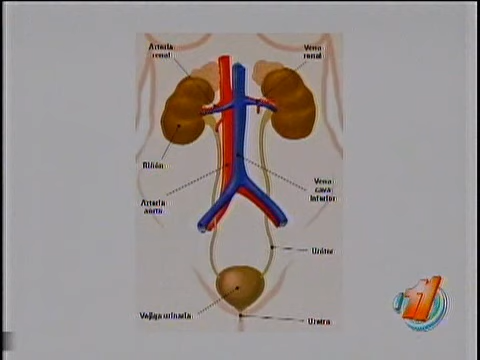 Arteria
renal
Vena
renal
Riñón
Arteria
aorta
Vena
cava
inferior
Uréter
Vejiga urinaria
Uretra
11